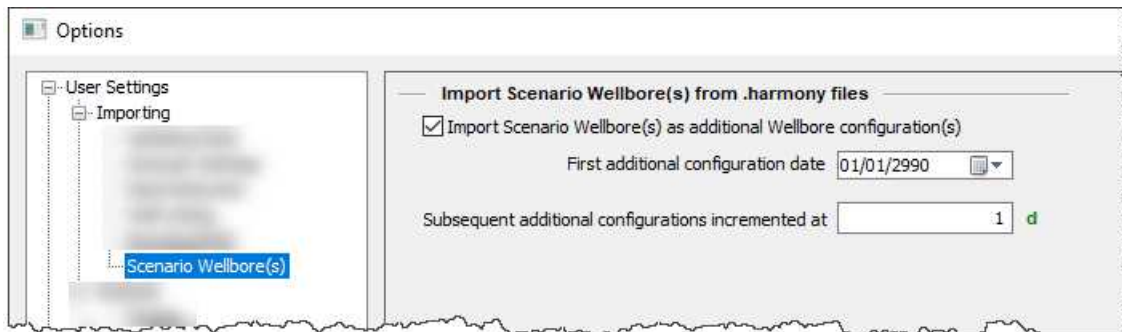 Options
User Settings
Importing
Scenario Wellbore(s)
Import Scenario Wellbore(s) from .harmony files
Import Scenario Wellbore(s) as additional Wellbore configuration(s)
First additional configuration date 01/01/2990
Subsequent additional configurations incremented at 1 d